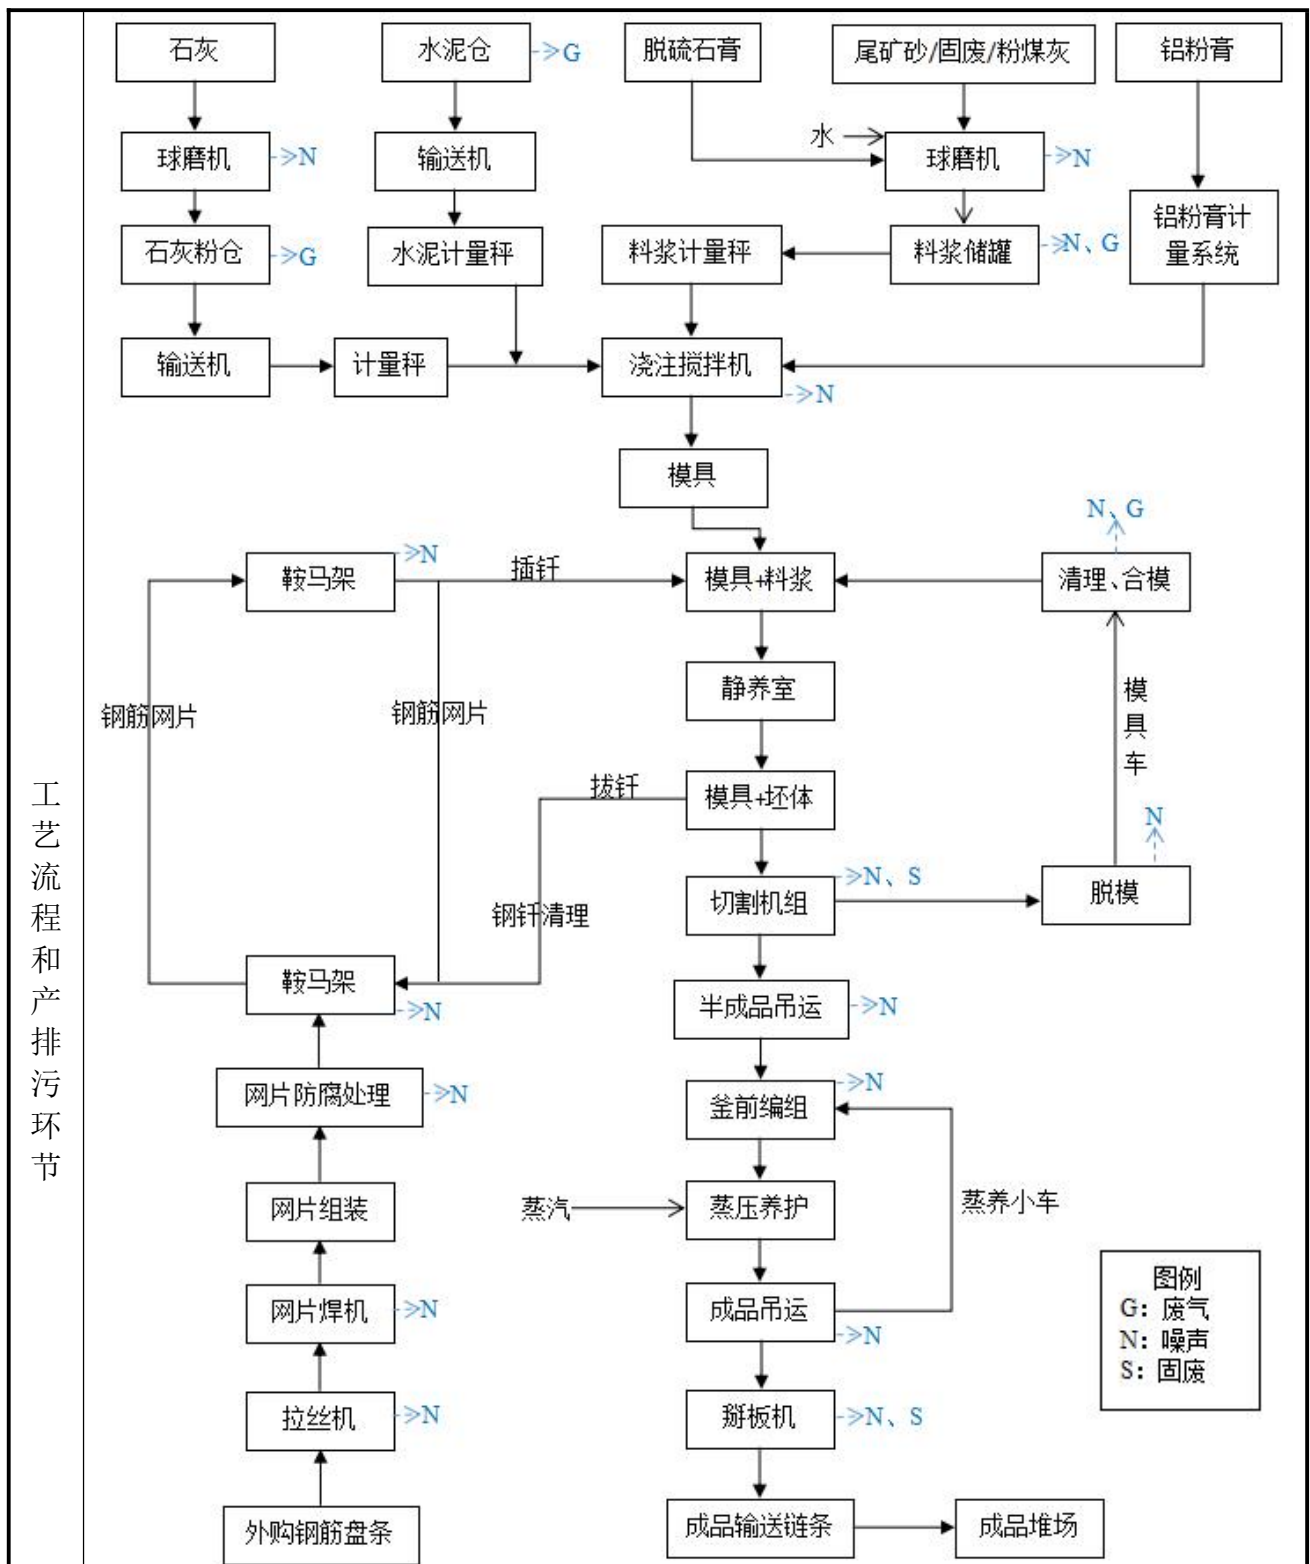 工艺流程和产排污环节
石灰
水泥仓
G
脱硫石膏
尾矿砂/固废/粉煤灰
铝粉膏
球磨机
N
输送机
水
球磨机
N
石灰粉仓
G
水泥计量秤
料浆计量秤
料浆储罐
N、G
铝粉膏计
量系统
输送机
计量秤
浇注搅拌机
N
模具
N、G
鞍马架
N
插钎
模具+料浆
清理、合模
静养室
钢筋网片
钢筋网片
模具车
拔钎
模具+坯体
N
切割机组
N、S
脱模
钢钎清理
鞍马架
N
半成品吊运
N
网片防腐处理
N
釜前编组
N
网片组装
蒸汽
蒸压养护
蒸养小车
网片焊机
N
成品吊运
N
图例
G：废气
N：噪声
S：固废
拉丝机
N
掰板机
N、S
外购钢筋盘条
成品输送链条
成品堆场